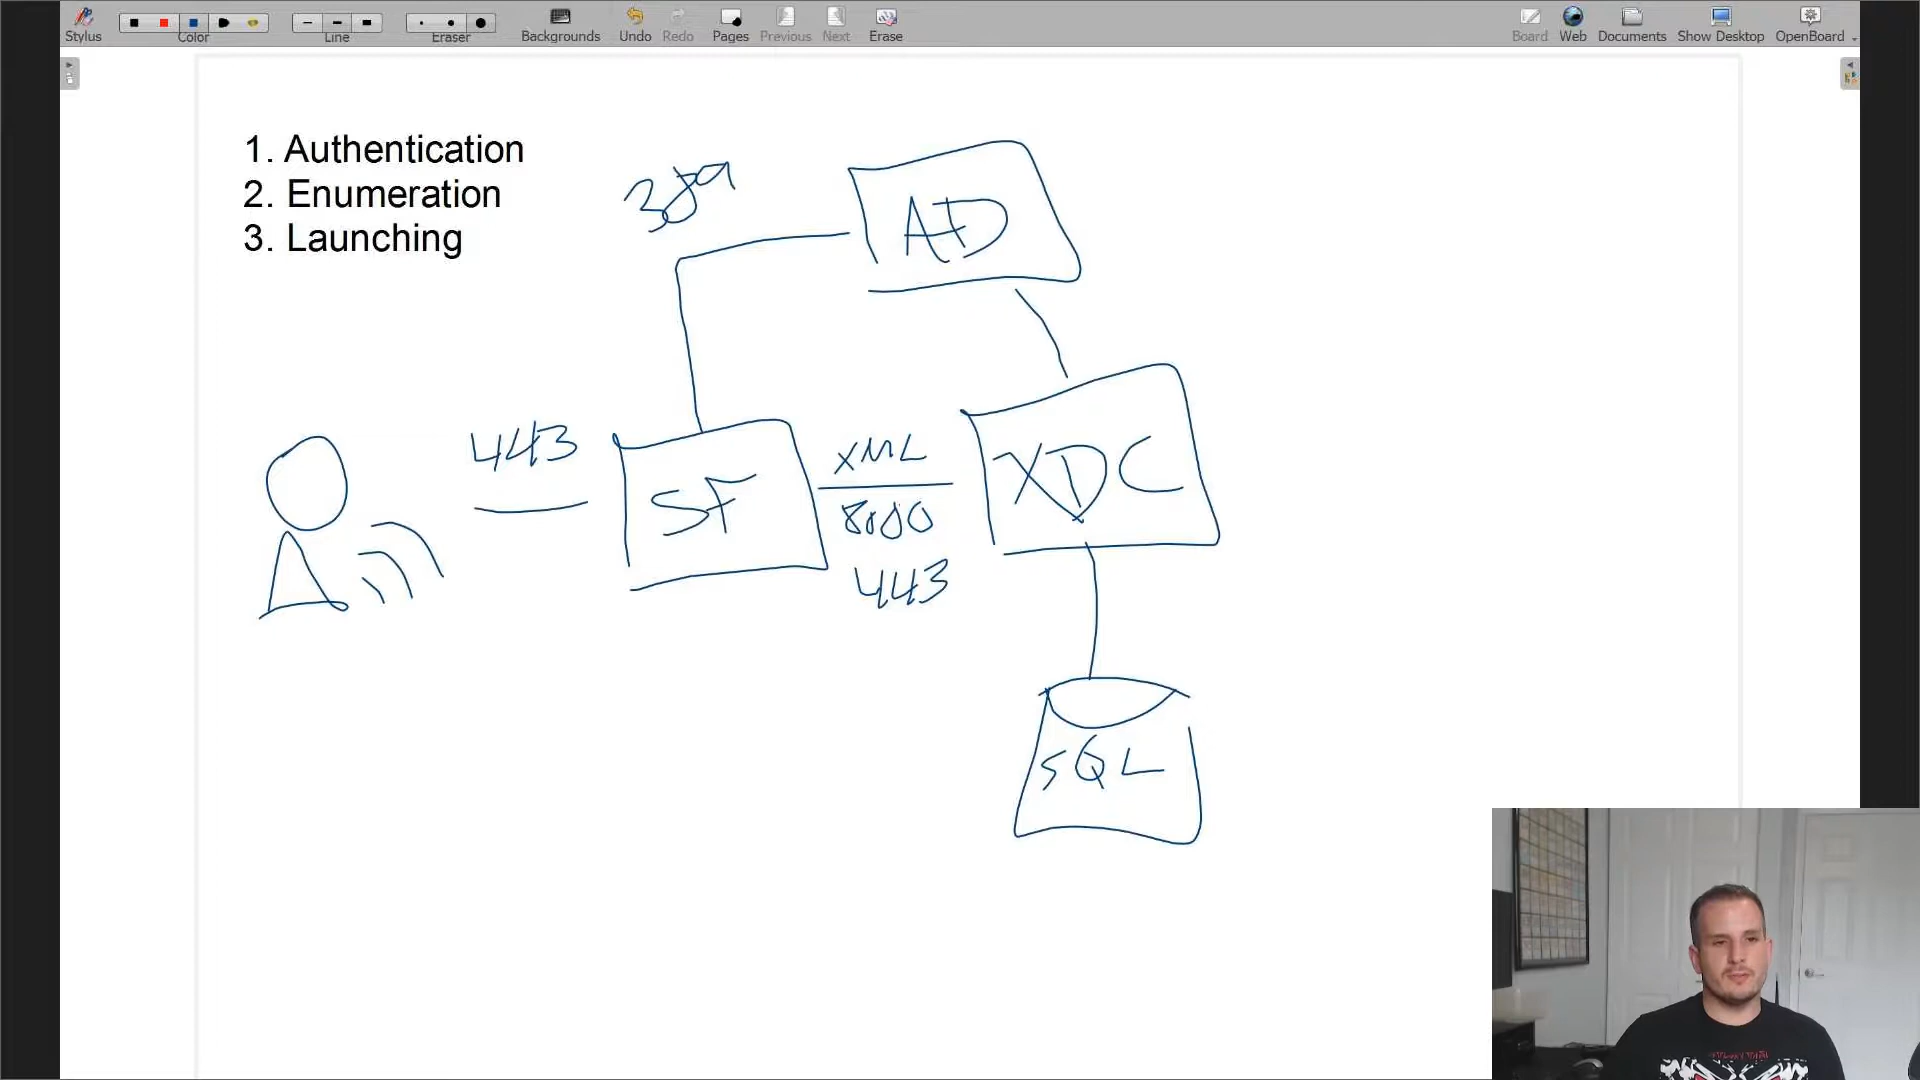 Stylus
Color
Line
Eraser
Backgrounds
Undo
Redo
Pages
Previous
Next
Erase
Board
Web
Documents
Show Desktop
OpenBoard
1. Authentication
2. Enumeration
3. Launching
389
AD
443
SF
XML
8080
443
XDC
SQL